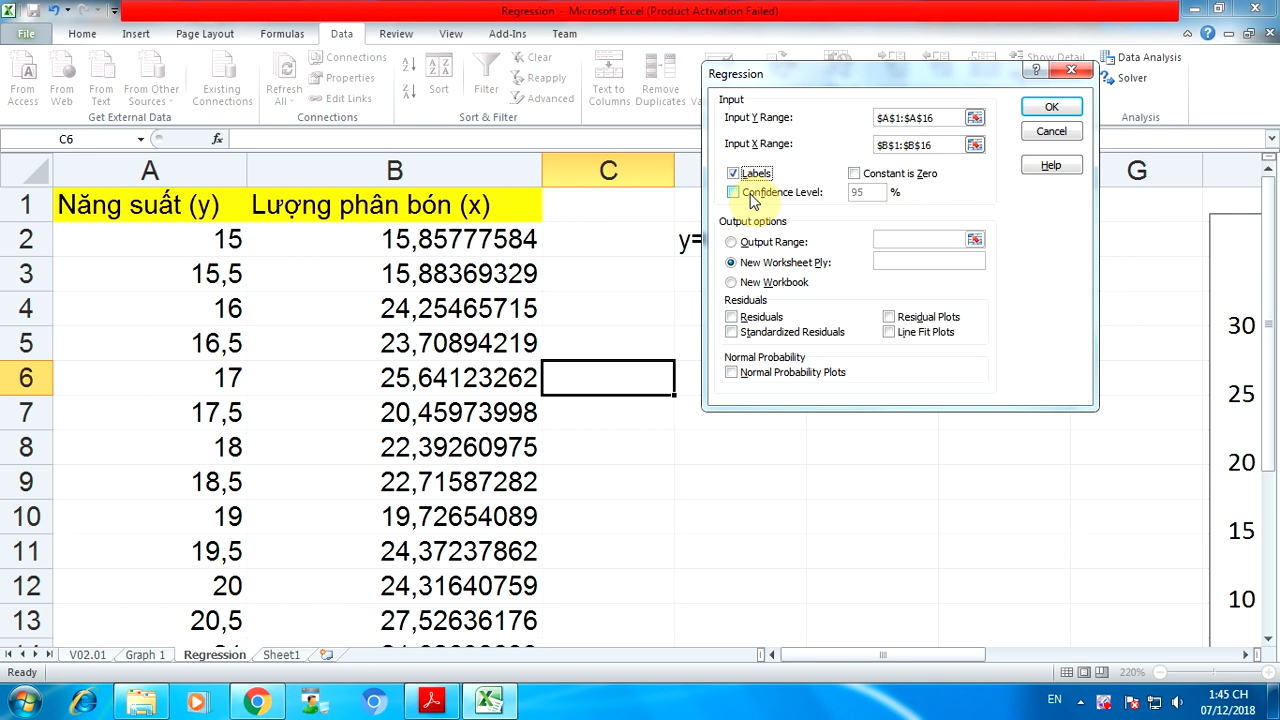 Regression - Microsoft Excel (Product Activation Failed)
File Home Insert Page Layout Formulas Data Review View Add-Ins Team
From Access
From Web
From Text
From Other Sources
Existing Connections
Get External Data
Refresh All
Connections
Edit Links
Connections
Sort
Filter
Clear
Reapply
Advanced
Sort & Filter
Text to Columns
Remove Duplicates
Show Detail
Data Analysis
Solver
Analysis
C6
fx
A B C G
1 Năng suất (y) Lượng phân bón (x)
2 15 15,85777584 y=
3 15,5 15,88369329
4 16 24,25465715
5 16,5 23,70894219
6 17 25,64123262
7 17,5 20,45973998
8 18 22,39260975
9 18,5 22,71587282
10 19 19,72654089
11 19,5 24,37237862
12 20 24,31640759
13 20,5 27,52636176
30
25
20
15
10
Regression
Input
Input Y Range: $A$1:$A$16
Input X Range: $B$1:$B$16
Labels
Constant is Zero
Confidence Level: 95 %
OK
Cancel
Help
Output options
Output Range:
New Worksheet Ply:
New Workbook
Residuals
Residuals
Residual Plots
Standardized Residuals
Line Fit Plots
Normal Probability
Normal Probability Plots
V02.01 Graph 1 Regression Sheet1
Ready
220%
EN
1:45 CH
07/12/2018